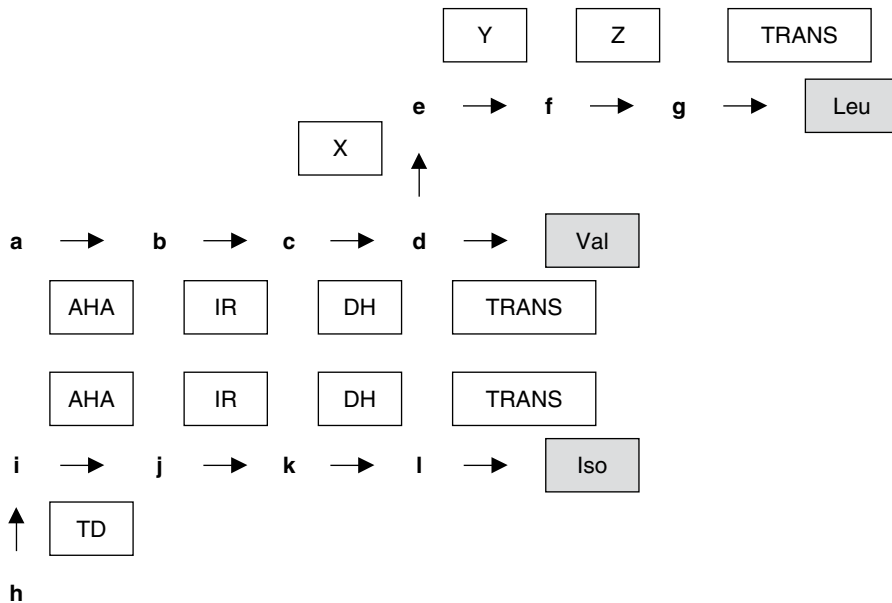 Y Z TRANS
e f g Leu
X
a b c d Val
AHA IR DH TRANS
AHA IR DH TRANS
i j k l Iso
TD
h